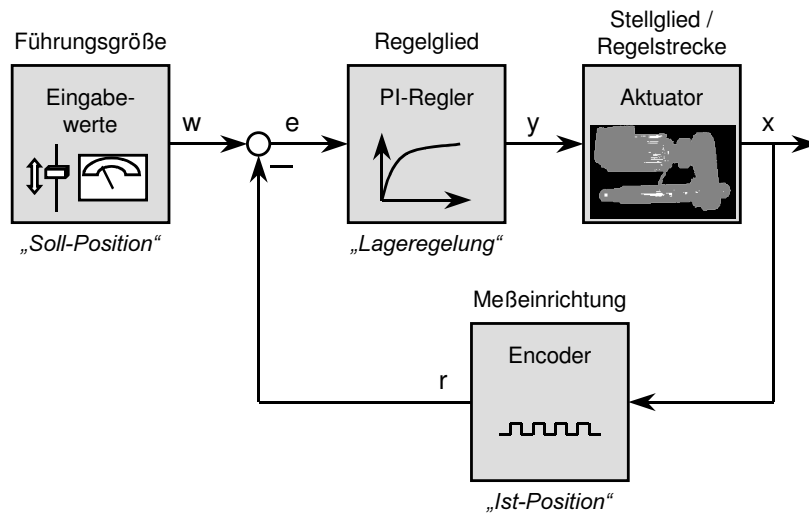 Führungsgröße
Eingabe-
werte
„Soll-Position“
w
e
Regelglied
PI-Regler
„Lageregelung“
y
Stellglied /
Regelstrecke
Aktuator
x
Meßeinrichtung
Encoder
„Ist-Position“
r